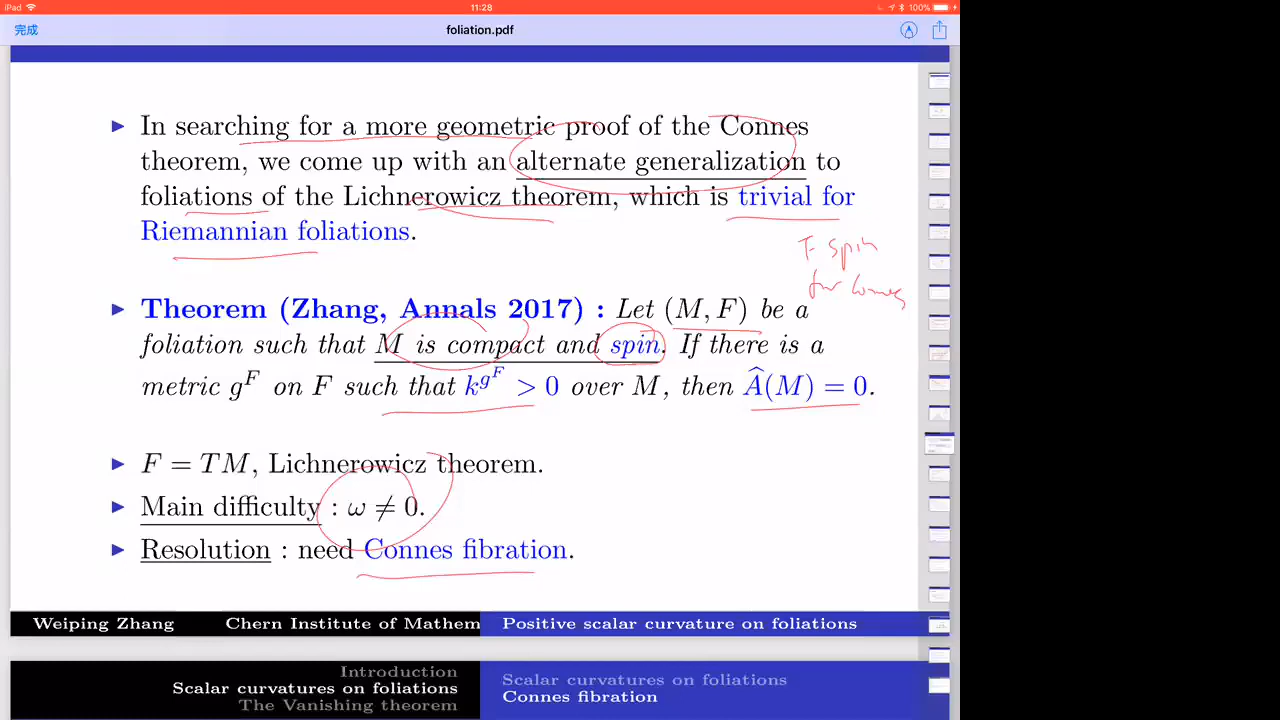 iPad
11:28
100%
完成
foliation.pdf
▶ In searching for a more geometric proof of the Connes
theorem, we come up with an alternate generalization to
foliations of the Lichnerowicz theorem, which is trivial for
Riemannian foliations.
F spin
for Connes
▶ Theorem (Zhang, Annals 2017) : Let (M, F) be a
foliation such that M is compact and spin. If there is a
metric g^F on F such that k^{g^F} > 0 over M, then Â(M) = 0.
▶ F = TM, Lichnerowicz theorem.
▶ Main difficulty : ω ≠ 0.
▶ Resolution : need Connes fibration.
Weiping Zhang Chern Institute of Mathem Positive scalar curvature on foliations
Introduction
Scalar curvatures on foliations
The Vanishing theorem
Scalar curvatures on foliations
Connes fibration